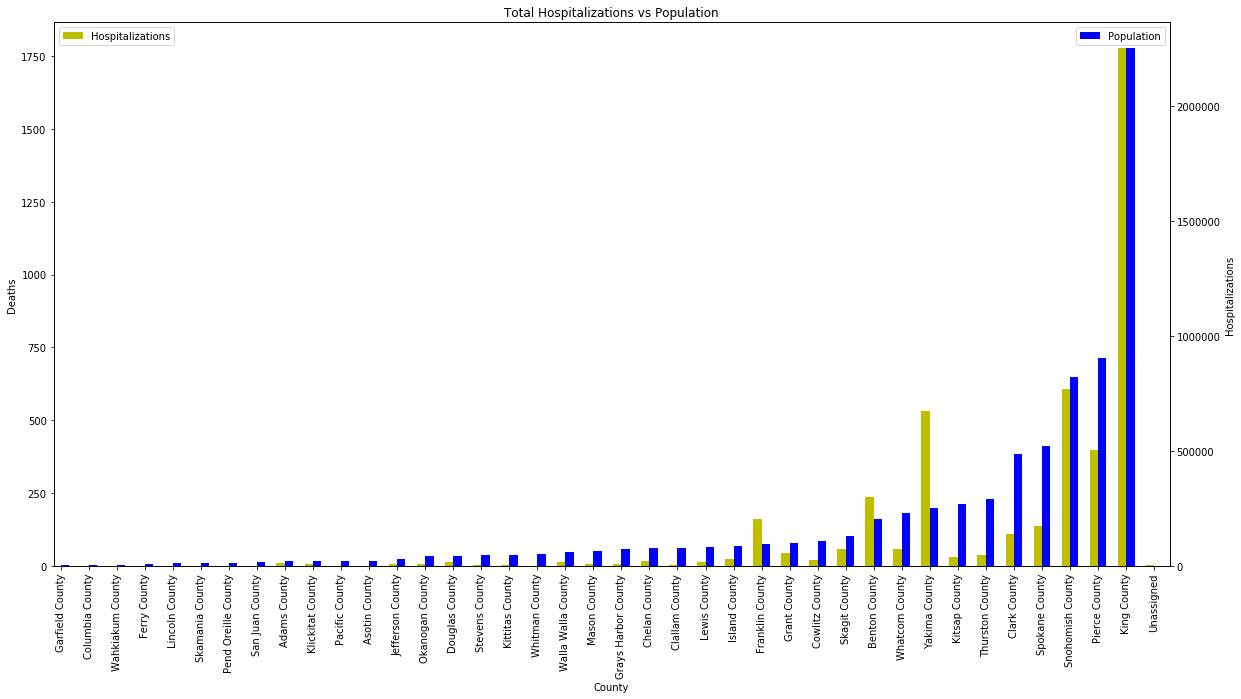 Total Hospitalizations vs Population
Hospitalizations
Population
1750
1500
1250
1000
750
500
250
0
Deaths
2000000
1500000
1000000
500000
0
Hospitalizations
Garfield County
Columbia County
Wahkiakum County
Ferry County
Lincoln County
Skamania County
Pend Oreille County
San Juan County
Adams County
Klickitat County
Pacific County
Asotin County
Jefferson County
Okanogan County
Douglas County
Stevens County
Kittitas County
Whitman County
Walla Walla County
Mason County
Grays Harbor County
Chelan County
Clallam County
Lewis County
Island County
Franklin County
Grant County
Cowlitz County
Skagit County
Benton County
Whatcom County
Yakima County
Kitsap County
Thurston County
Clark County
Spokane County
Snohomish County
Pierce County
King County
Unassigned
County